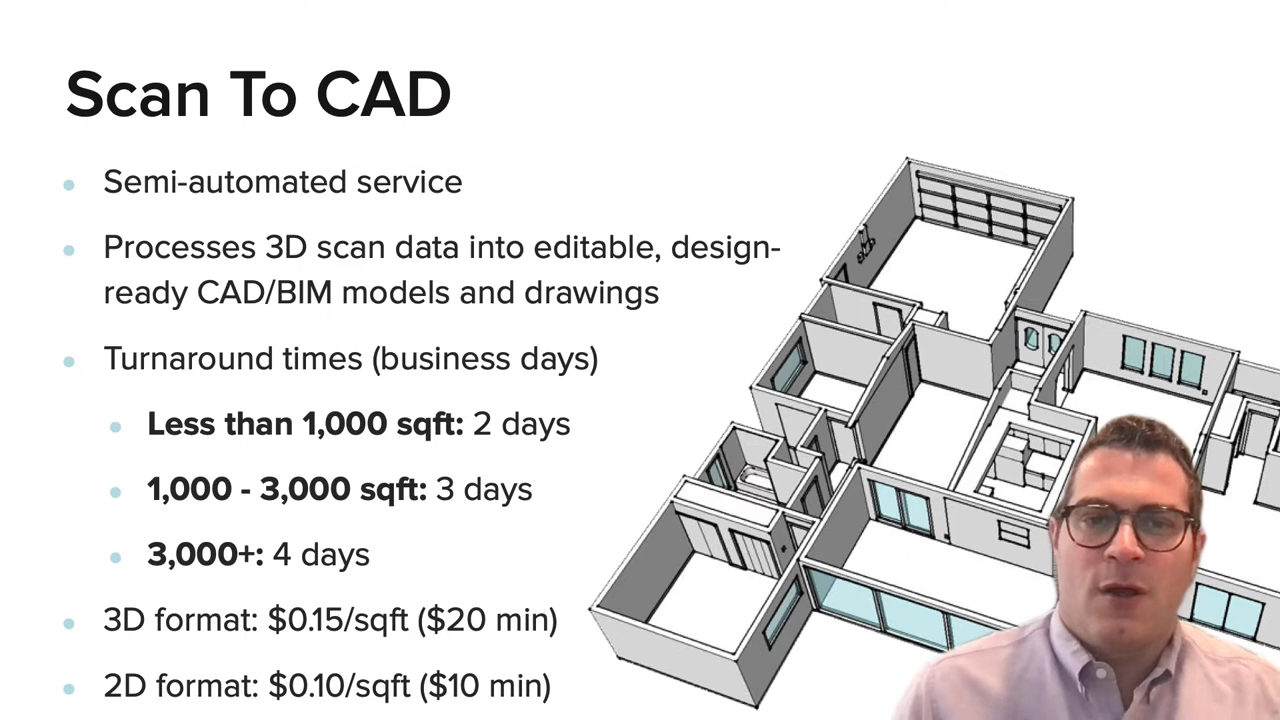 Scan To CAD
Semi-automated service
Processes 3D scan data into editable, design-
ready CAD/BIM models and drawings
Turnaround times (business days)
Less than 1,000 sqft: 2 days
1,000 - 3,000 sqft: 3 days
3,000+: 4 days
3D format: $0.15/sqft ($20 min)
2D format: $0.10/sqft ($10 min)